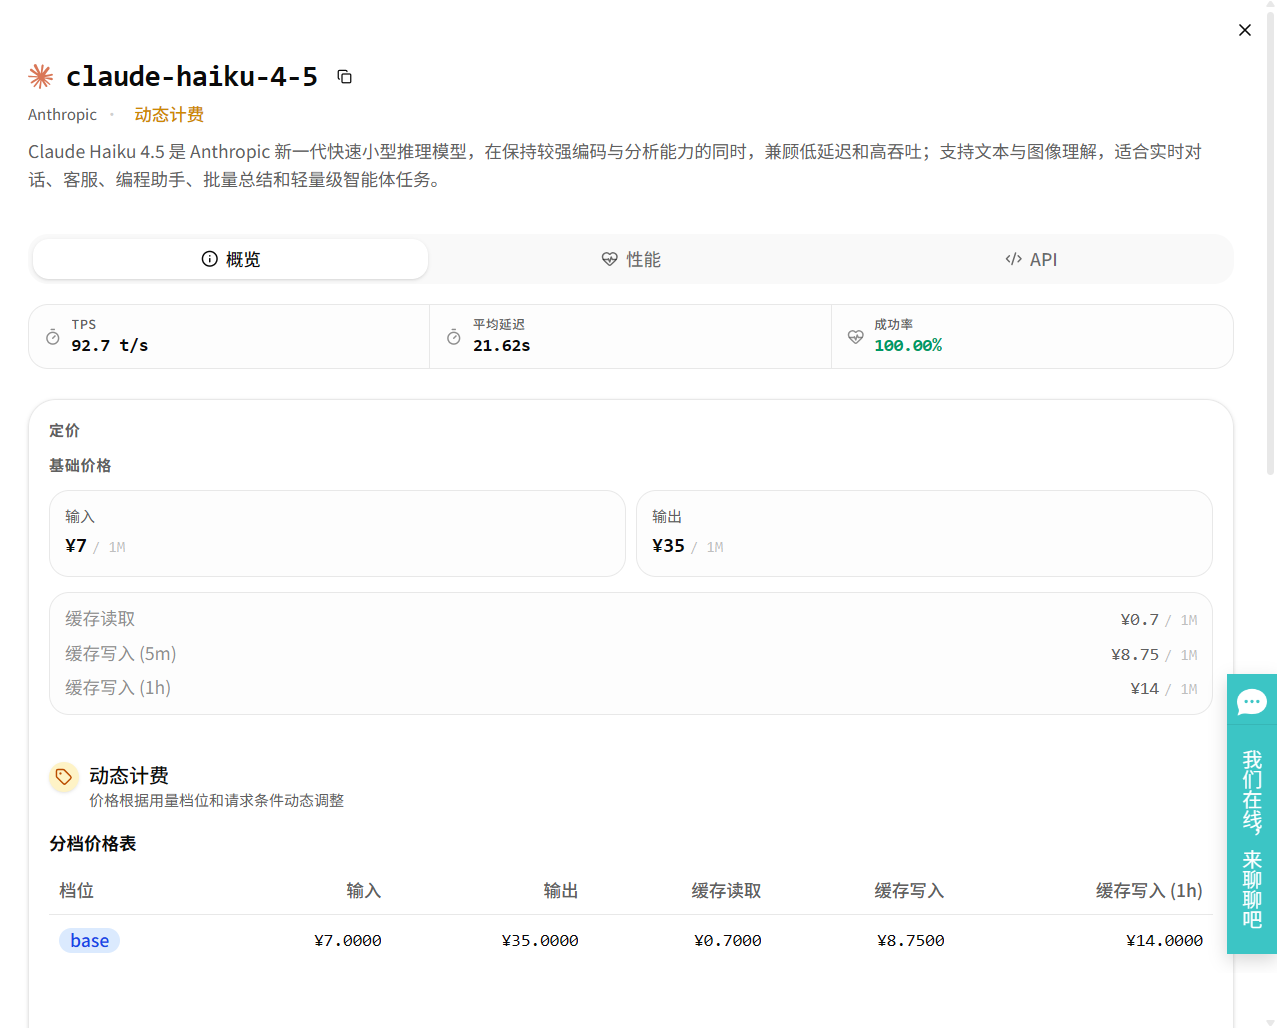 claude-haiku-4-5
Anthropic · 动态计费
Claude Haiku 4.5 是 Anthropic 新一代快速小型推理模型，在保持较强编码与分析能力的同时，兼顾低延迟和高吞吐；支持文本与图像理解，适合实时对
话、客服、编程助手、批量总结和轻量级智能体任务。
概览 性能 </> API
TPS 平均延迟 成功率
92.7 t/s 21.62s 100.00%
定价
基础价格
输入 输出
¥7 / 1M ¥35 / 1M
缓存读取 ¥0.7 / 1M
缓存写入 (5m) ¥8.75 / 1M
缓存写入 (1h) ¥14 / 1M
动态计费
价格根据用量档位和请求条件动态调整
分档价格表
档位 输入 输出 缓存读取 缓存写入 缓存写入 (1h)
base ¥7.0000 ¥35.0000 ¥0.7000 ¥8.7500 ¥14.0000
我们在线，来聊聊吧